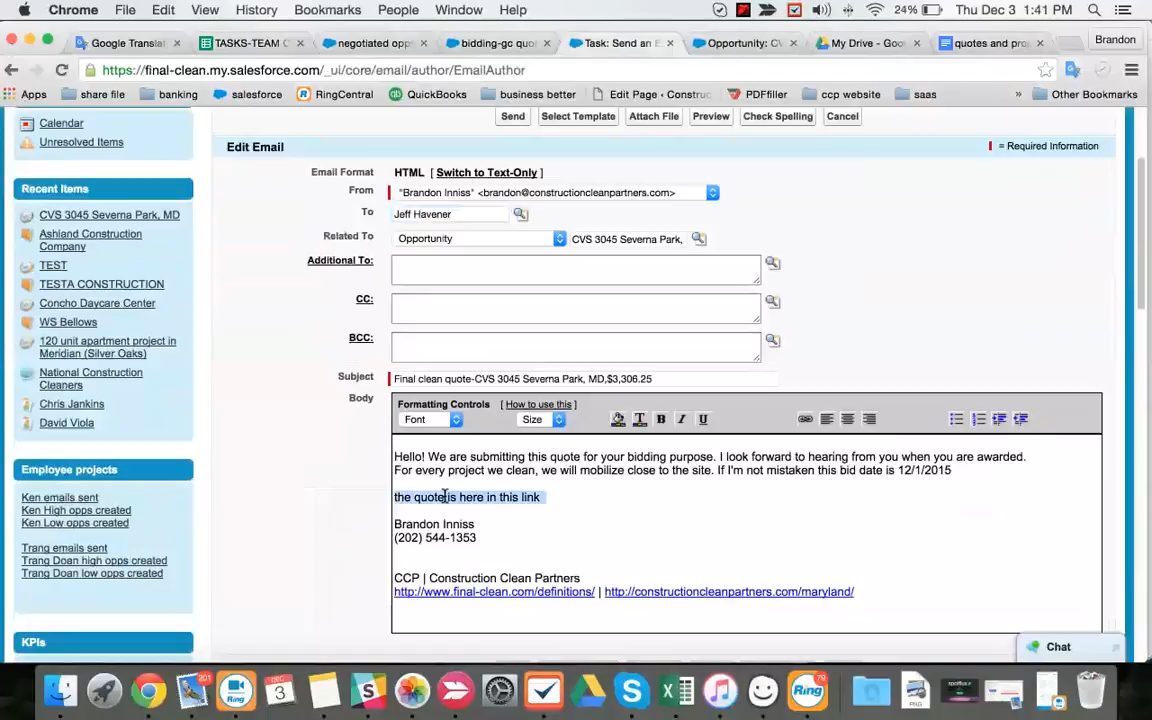 Chrome File Edit View History Bookmarks People Window Help 24% Thu Dec 3 1:41 PM
Google Transl × TASKS-TEAM C × negotiated opp × bidding-gc quo × Task: Send an E × Opportunity: CV × My Drive - Goo × quotes and pro × Brandon
https://final-clean.my.salesforce.com/_ui/core/email/author/EmailAuthor
Apps share file banking salesforce RingCentral QuickBooks business better Edit Page ‹ Constru PDFfiller ccp website saas » Other Bookmarks
Calendar
Unresolved Items
Recent Items
CVS 3045 Severna Park, MD
Ashland Construction
Company
TEST
TESTA CONSTRUCTION
Concho Daycare Center
WS Bellows
120 unit apartment project in
Meridian (Silver Oaks)
National Construction
Cleaners
Chris Jankins
David Viola
Employee projects
Ken emails sent
Ken High opps created
Ken Low opps created
Trang emails sent
Trang Doan high opps created
Trang Doan low opps created
KPIs
Send Select Template Attach File Preview Check Spelling Cancel
Edit Email = Required Information
Email Format HTML [ Switch to Text-Only ]
From "Brandon Inniss" <brandon@constructioncleanpartners.com>
To Jeff Havener
Related To Opportunity CVS 3045 Severna Park,
Additional To:
CC:
BCC:
Subject Final clean quote-CVS 3045 Severna Park, MD,$3,306.25
Body
Formatting Controls [ How to use this ]
Font Size B I U
Hello! We are submitting this quote for your bidding purpose. I look forward to hearing from you when you are awarded.
For every project we clean, we will mobilize close to the site. If I'm not mistaken this bid date is 12/1/2015
the quote is here in this link
Brandon Inniss
(202) 544-1353
CCP | Construction Clean Partners
http://www.final-clean.com/definitions/ | http://constructioncleanpartners.com/maryland/
Chat
201 Ring 3 Ring 79